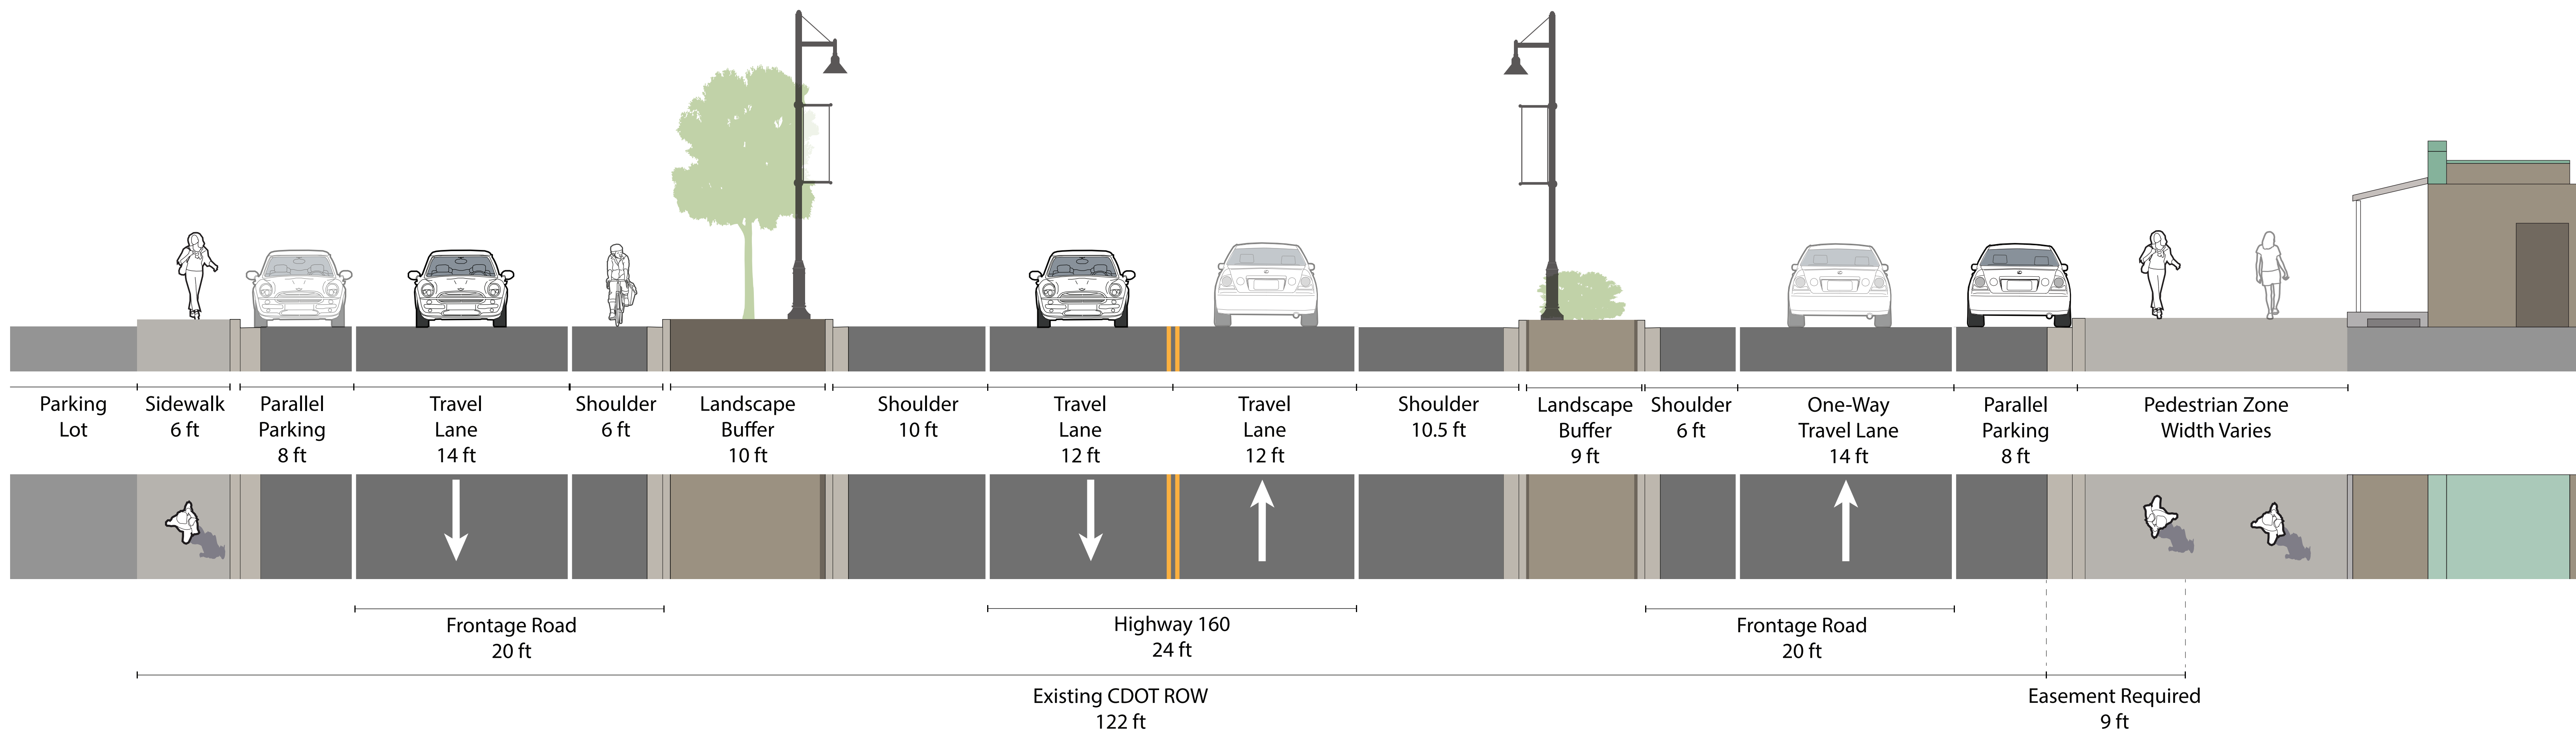 Parking
Lot
Sidewalk
6 ft
Parallel
Parking
8 ft
Travel
Lane
14 ft
Shoulder
6 ft
Landscape
Buffer
10 ft
Shoulder
10 ft
Travel
Lane
12 ft
Travel
Lane
12 ft
Shoulder
10.5 ft
Landscape
Buffer
9 ft
Shoulder
6 ft
One-Way
Travel Lane
14 ft
Parallel
Parking
8 ft
Pedestrian Zone
Width Varies
Frontage Road
20 ft
Highway 160
24 ft
Frontage Road
20 ft
Existing CDOT ROW
122 ft
Easement Required
9 ft